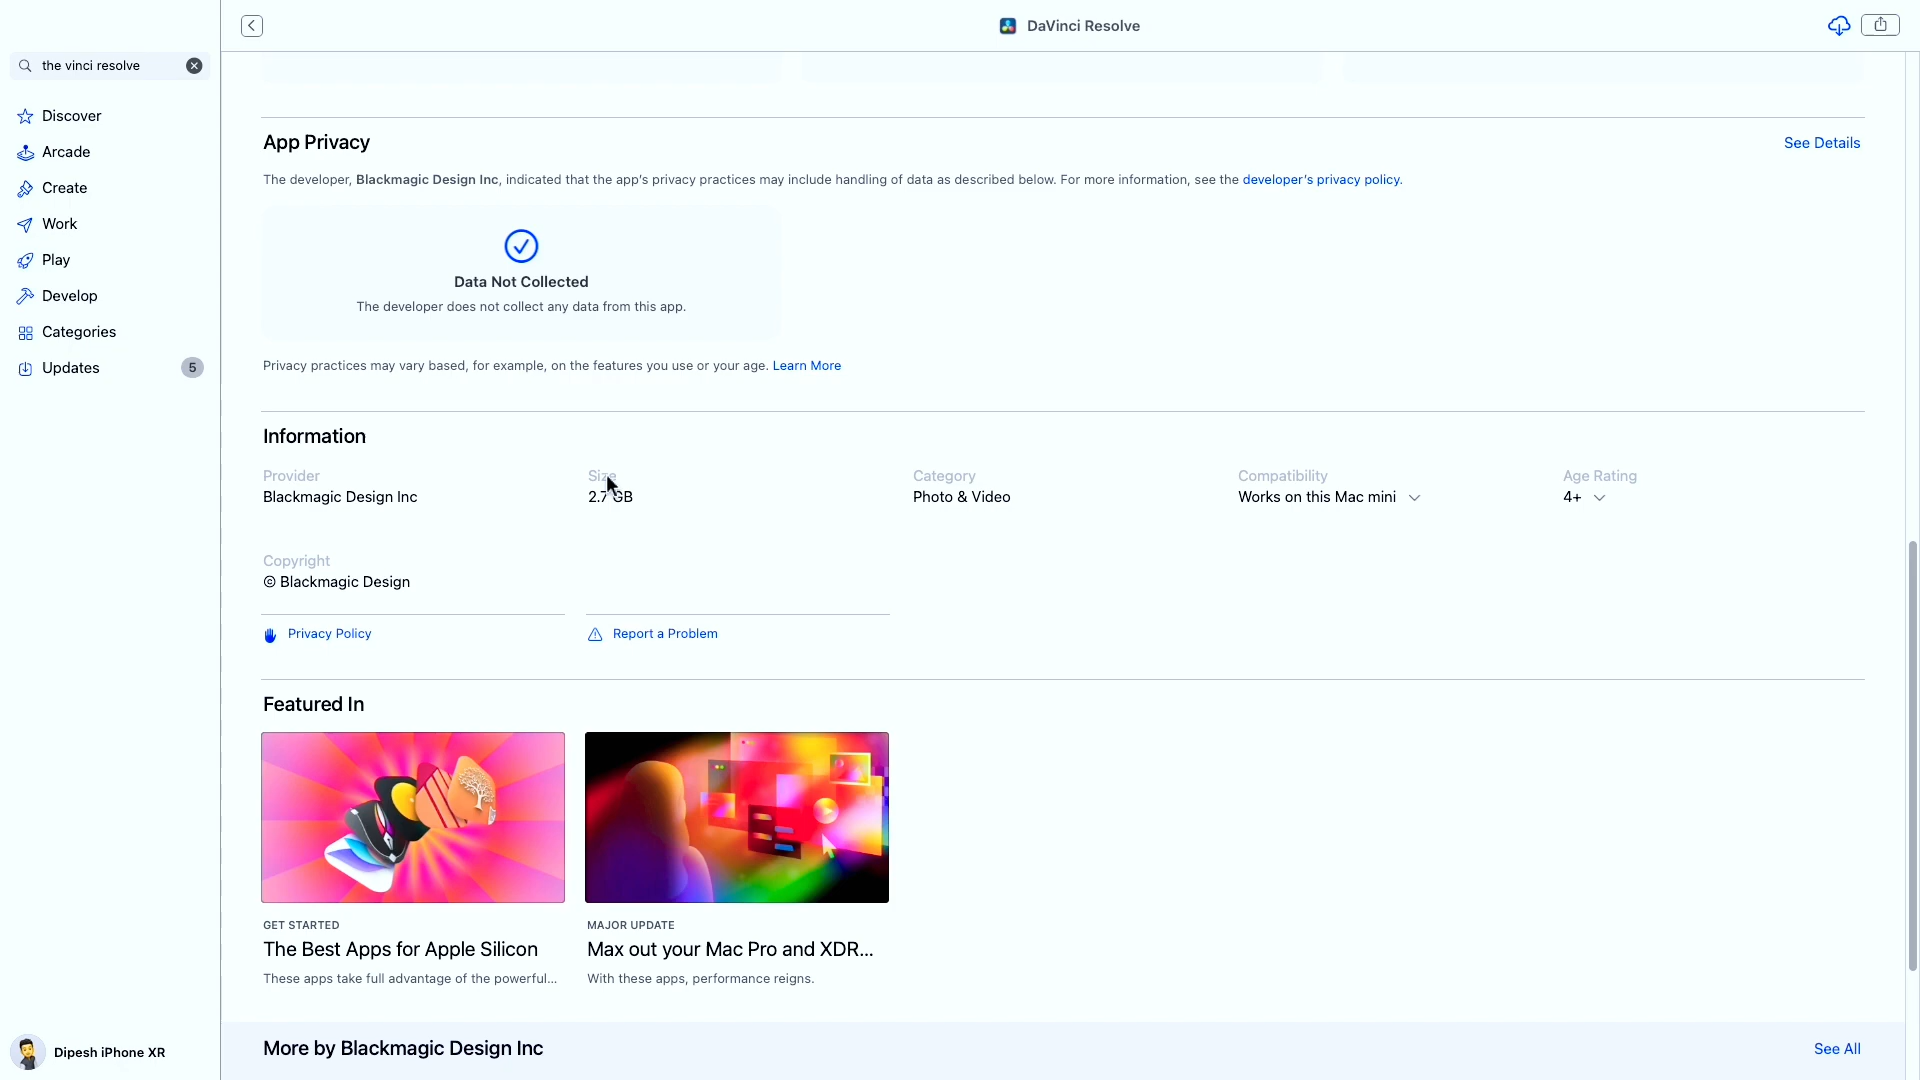 DaVinci Resolve
the vinci resolve
Discover
Arcade
Create
Work
Play
Develop
Categories
Updates 5
Dipesh iPhone XR
App Privacy
See Details
The developer, Blackmagic Design Inc, indicated that the app's privacy practices may include handling of data as described below. For more information, see the developer's privacy policy.
Data Not Collected
The developer does not collect any data from this app.
Privacy practices may vary based, for example, on the features you use or your age. Learn More
Information
Provider
Blackmagic Design Inc
Size
2.7 GB
Category
Photo & Video
Compatibility
Works on this Mac mini
Age Rating
4+
Copyright
© Blackmagic Design
Privacy Policy
Report a Problem
Featured In
GET STARTED
The Best Apps for Apple Silicon
These apps take full advantage of the powerful...
MAJOR UPDATE
Max out your Mac Pro and XDR...
With these apps, performance reigns.
More by Blackmagic Design Inc
See All